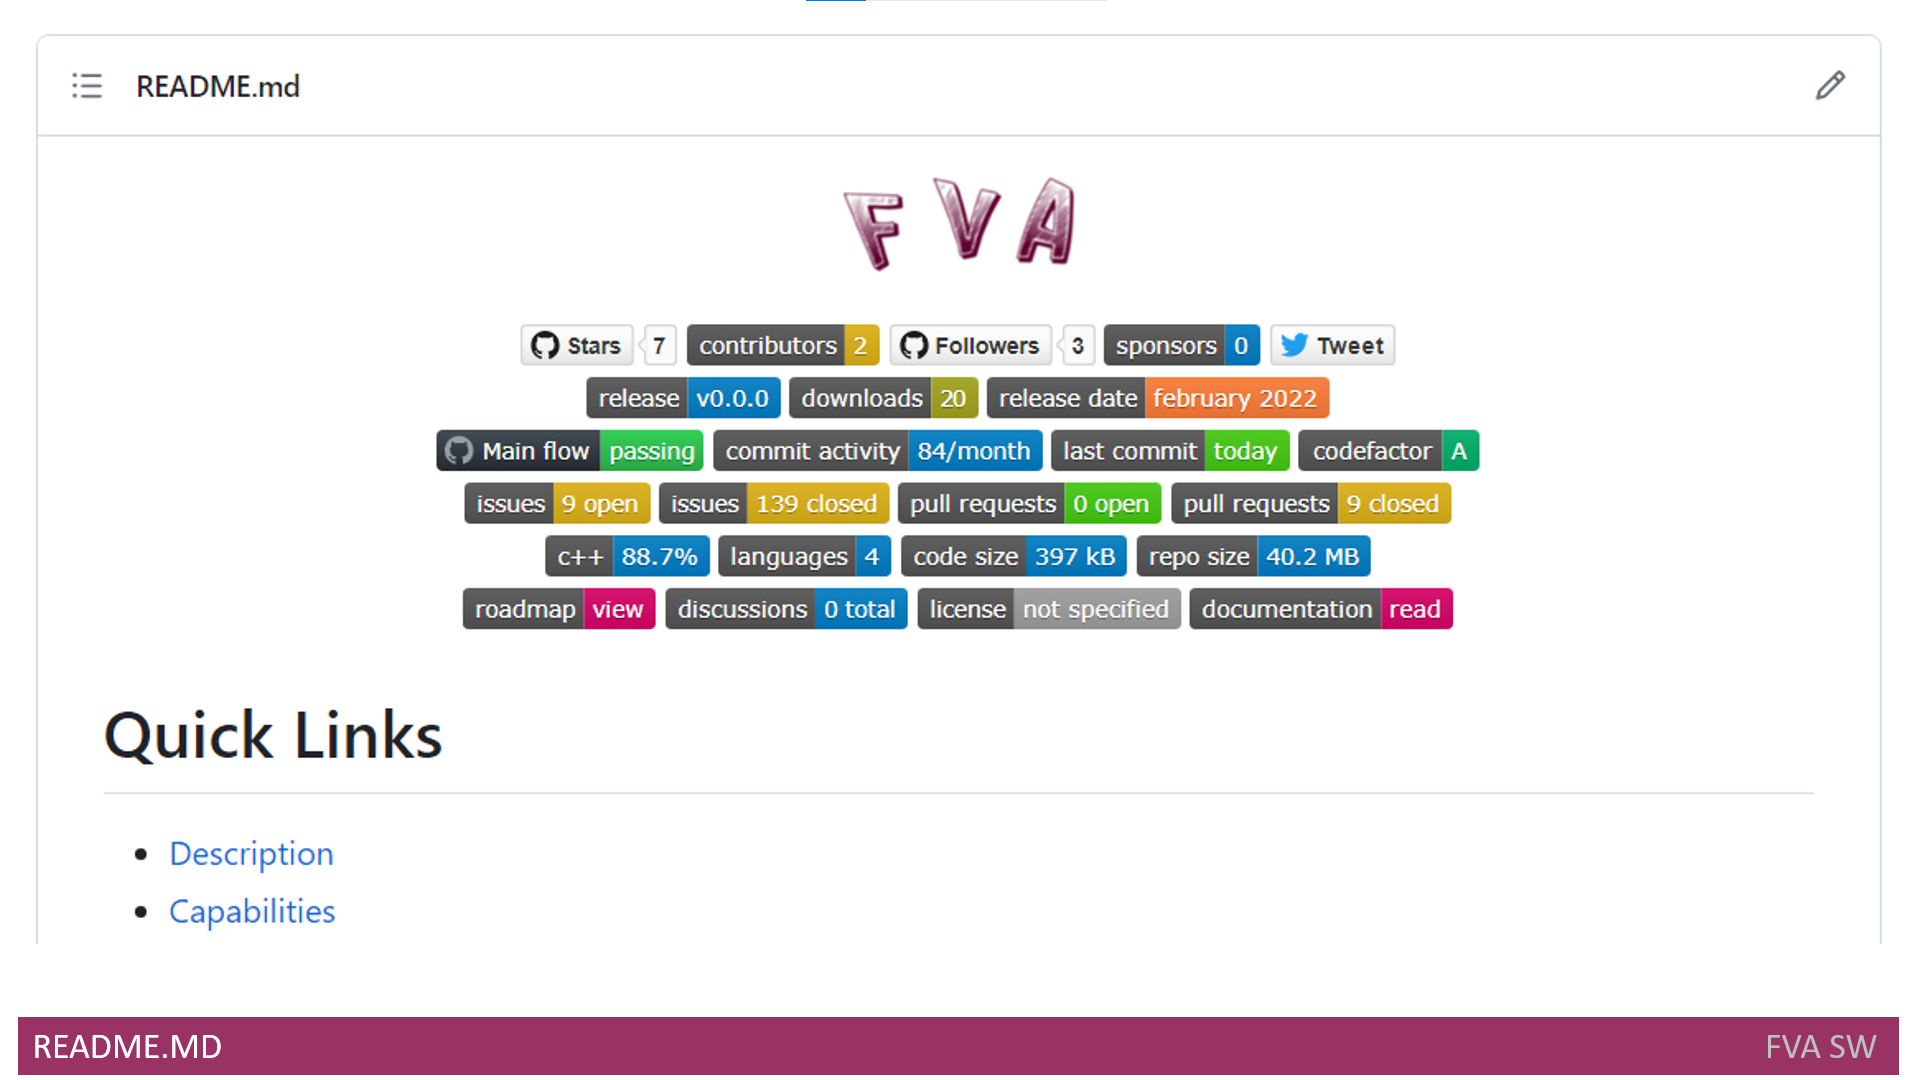 README.md
FVA
Stars 7 contributors 2 Followers 3 sponsors 0 Tweet
release v0.0.0 downloads 20 release date february 2022
Main flow passing commit activity 84/month last commit today codefactor A
issues 9 open issues 139 closed pull requests 0 open pull requests 9 closed
c++ 88.7% languages 4 code size 397 kB repo size 40.2 MB
roadmap view discussions 0 total license not specified documentation read
Quick Links
Description
Capabilities
README.MD FVA SW